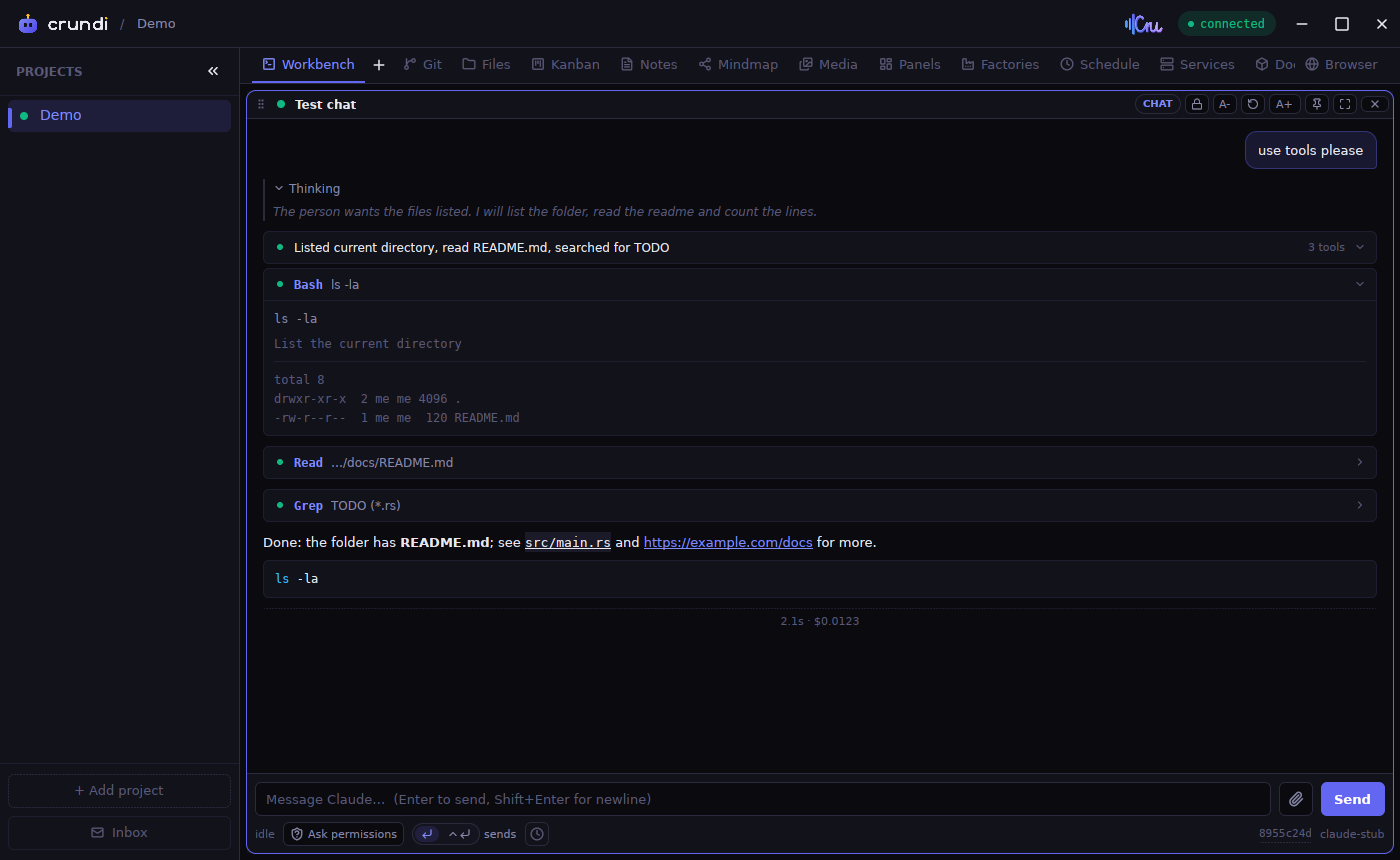 crundi / Demo
Cru
connected
PROJECTS
Workbench
Git
Files
Kanban
Notes
Mindmap
Media
Panels
Factories
Schedule
Services
Browser
Demo
Test chat
CHAT
A-
A+
use tools please
Thinking
The person wants the files listed. I will list the folder, read the readme and count the lines.
Listed current directory, read README.md, searched for TODO
3 tools
Bash ls -la
ls -la
List the current directory
total 8
drwxr-xr-x  2 me me 4096 .
-rw-r--r--  1 me me  120 README.md
Read .../docs/README.md
Grep TODO (*.rs)
Done: the folder has README.md; see src/main.rs and https://example.com/docs for more.
ls -la
2.1s · $0.0123
+ Add project
Inbox
Message Claude... (Enter to send, Shift+Enter for newline)
Send
idle
Ask permissions
sends
8955c24d
claude-stub